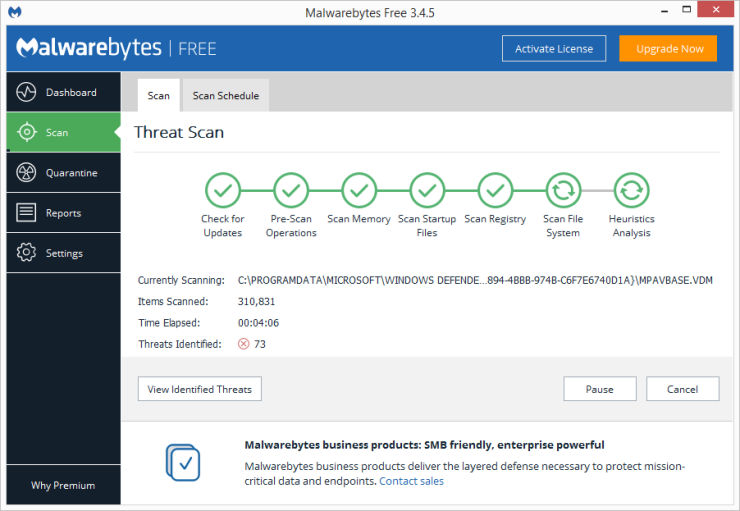 Malwarebytes Free 3.4.5
Malwarebytes | FREE
Activate License
Upgrade Now
Dashboard
Scan
Quarantine
Reports
Settings
Why Premium
Scan
Scan Schedule
Threat Scan
Check for
Updates
Pre-Scan
Operations
Scan Memory
Scan Startup
Files
Scan Registry
Scan File
System
Heuristics
Analysis
Currently Scanning: C:\PROGRAMDATA\MICROSOFT\WINDOWS DEFENDE...894-4BBB-974B-C6F7E6740D1A}\MPAVBASE.VDM
Items Scanned: 310,831
Time Elapsed: 00:04:06
Threats Identified: 73
View Identified Threats
Pause
Cancel
Malwarebytes business products: SMB friendly, enterprise powerful
Malwarebytes business products deliver the layered defense necessary to protect mission-
critical data and endpoints. Contact sales